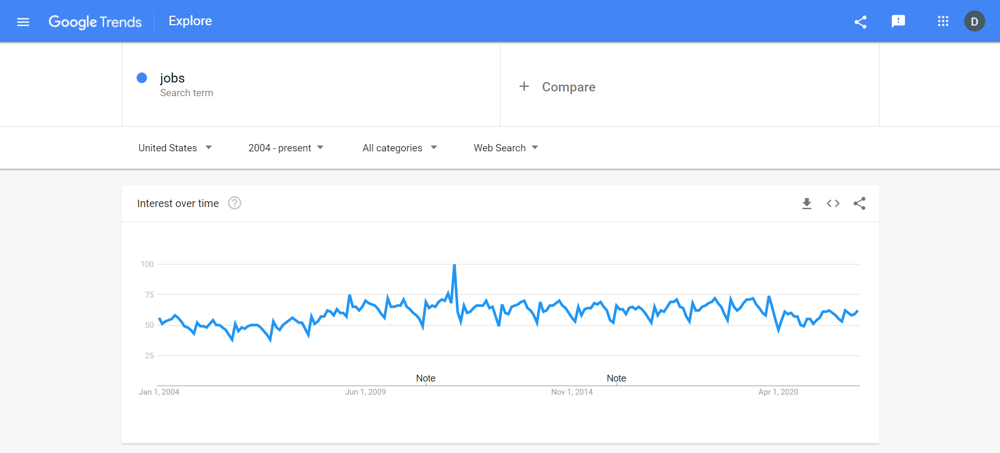 Google Trends
Explore
D
jobs
Search term
+ Compare
United States
2004 - present
All categories
Web Search
Interest over time
?
100
75
50
25
Note
Note
Jan 1, 2004
Jun 1, 2009
Nov 1, 2014
Apr 1, 2020